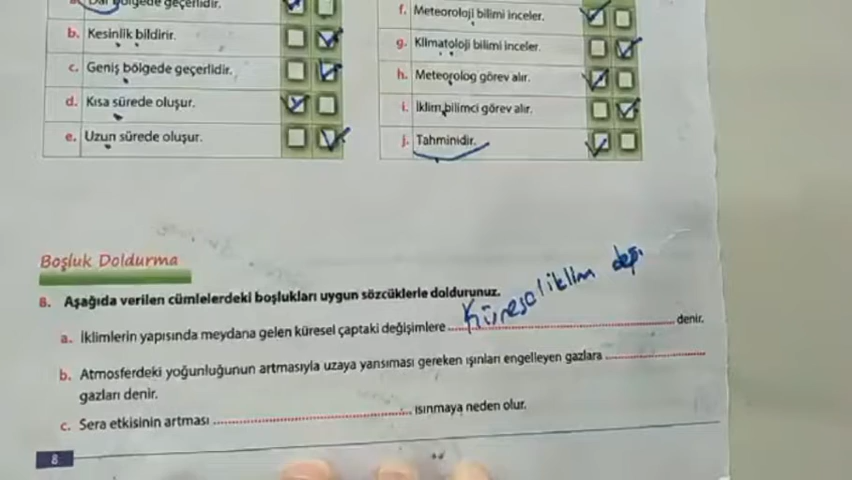 a. Dar bölgede geçerlidir.
b. Kesinlik bildirir.
c. Geniş bölgede geçerlidir.
d. Kısa sürede oluşur.
e. Uzun sürede oluşur.
f. Meteoroloji bilimi inceler.
g. Klimatoloji bilimi inceler.
h. Meteorolog görev alır.
i. İklim bilimci görev alır.
j. Tahminidir.
Boşluk Doldurma
8. Aşağıda verilen cümlelerdeki boşlukları uygun sözcüklerle doldurunuz.
a. İklimlerin yapısında meydana gelen küresel çaptaki değişimlere Küresel iklim deği denir.
b. Atmosferdeki yoğunluğunun artmasıyla uzaya yansıması gereken ışınları engelleyen gazlara
gazları denir.
c. Sera etkisinin artması ısınmaya neden olur.
8